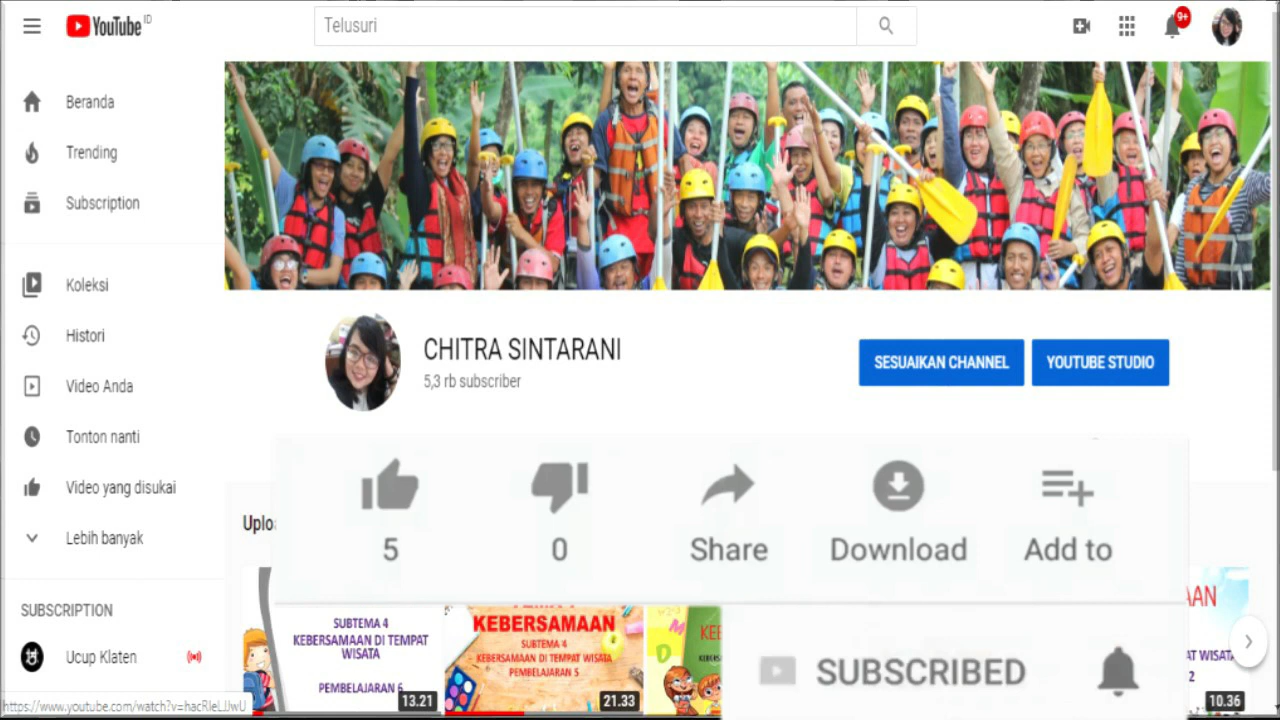 YouTube ID
Telusuri
9+
Beranda
Trending
Subscription
Koleksi
Histori
Video Anda
Tonton nanti
Video yang disukai
Lebih banyak
SUBSCRIPTION
Ucup Klaten
https://www.youtube.com/watch?v=hacRleLJJwU
CHITRA SINTARANI
5,3 rb subscriber
SESUAIKAN CHANNEL
YOUTUBE STUDIO
5
0
Share
Download
Add to
SUBTEMA 4
KEBERSAMAAN DI TEMPAT
WISATA
PEMBELAJARAN 6
13.21
KEBERSAMAAN
SUBTEMA 4
KEBERSAMAAN DI TEMPAT WISATA
PEMBELAJARAN 5
21.33
SUBSCRIBED
2
10.36